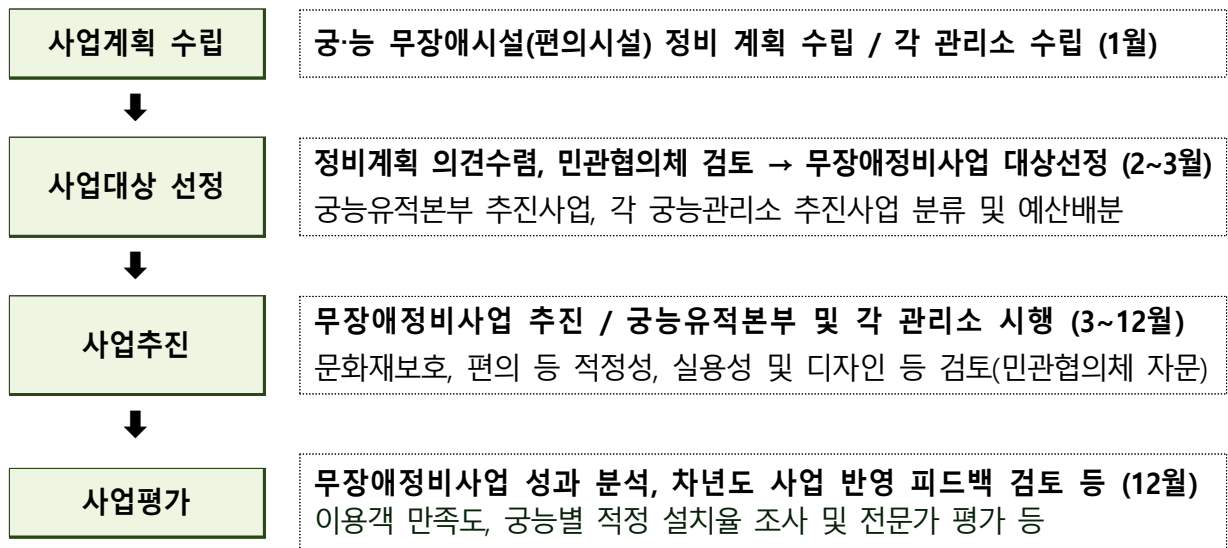 사업계획 수립
궁·능 무장애시설(편의시설) 정비 계획 수립 / 각 관리소 수립 (1월)
사업대상 선정
정비계획 의견수렴, 민관협의체 검토 → 무장애정비사업 대상선정 (2~3월)
궁능유적본부 추진사업, 각 궁능관리소 추진사업 분류 및 예산배분
사업추진
무장애정비사업 추진 / 궁능유적본부 및 각 관리소 시행 (3~12월)
문화재보호, 편의 등 적정성, 실용성 및 디자인 등 검토(민관협의체 자문)
사업평가
무장애정비사업 성과 분석, 차년도 사업 반영 피드백 검토 등 (12월)
이용객 만족도, 궁능별 적정 설치율 조사 및 전문가 평가 등